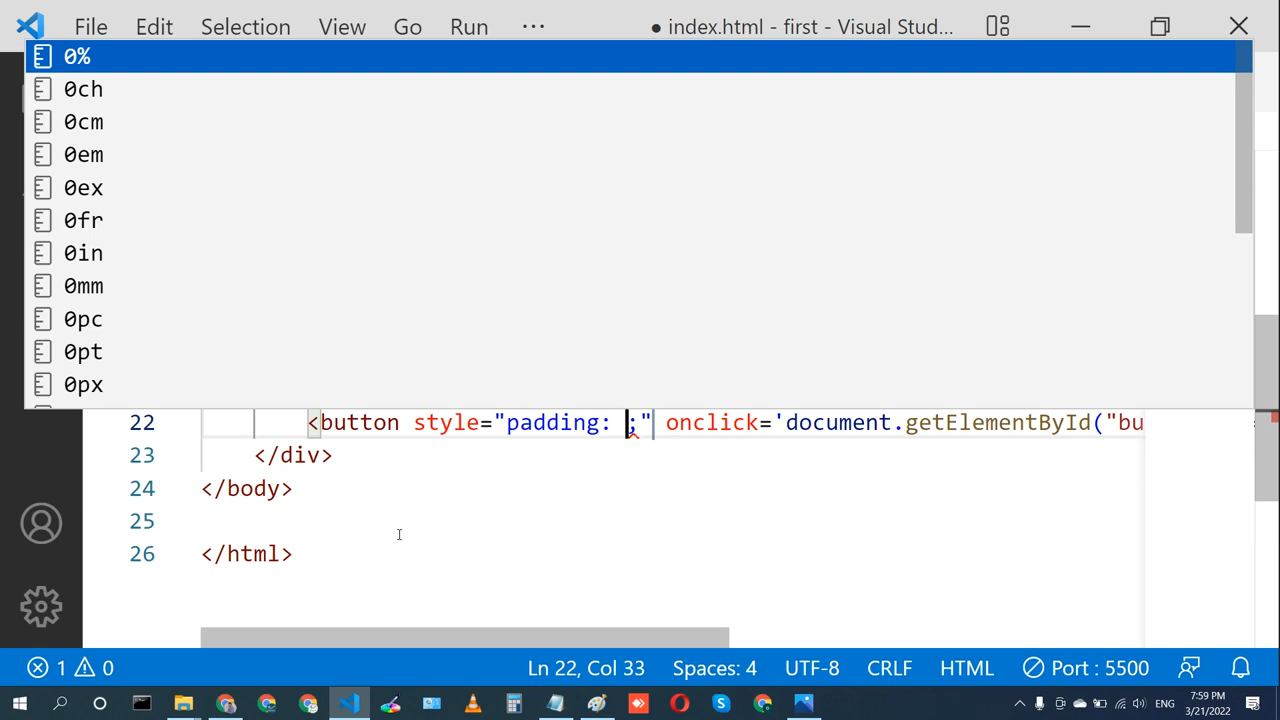 File Edit Selection View Go Run ··· ● index.html - first - Visual Stud...
0%
0ch
0cm
0em
0ex
0fr
0in
0mm
0pc
0pt
0px
22 <button style="padding: ;" onclick='document.getElementById("bu
23 </div>
24 </body>
25
26 </html>
1 0 Ln 22, Col 33 Spaces: 4 UTF-8 CRLF HTML Port : 5500
ENG 7:59 PM
3/21/2022